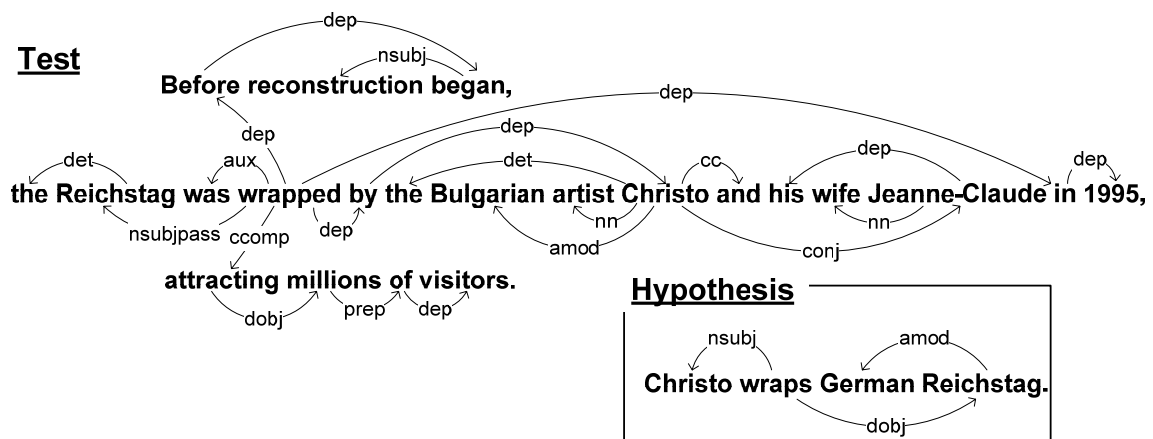 dep
Test
nsubj
Before reconstruction began,
dep
dep
dep
det
aux
det
cc
dep
dep
the Reichstag was wrapped by the Bulgarian artist Christo and his wife Jeanne-Claude in 1995,
nsubjpass
ccomp
dep
nn
amod
nn
conj
attracting millions of visitors.
dobj
prep
dep
Hypothesis
nsubj
amod
Christo wraps German Reichstag.
dobj